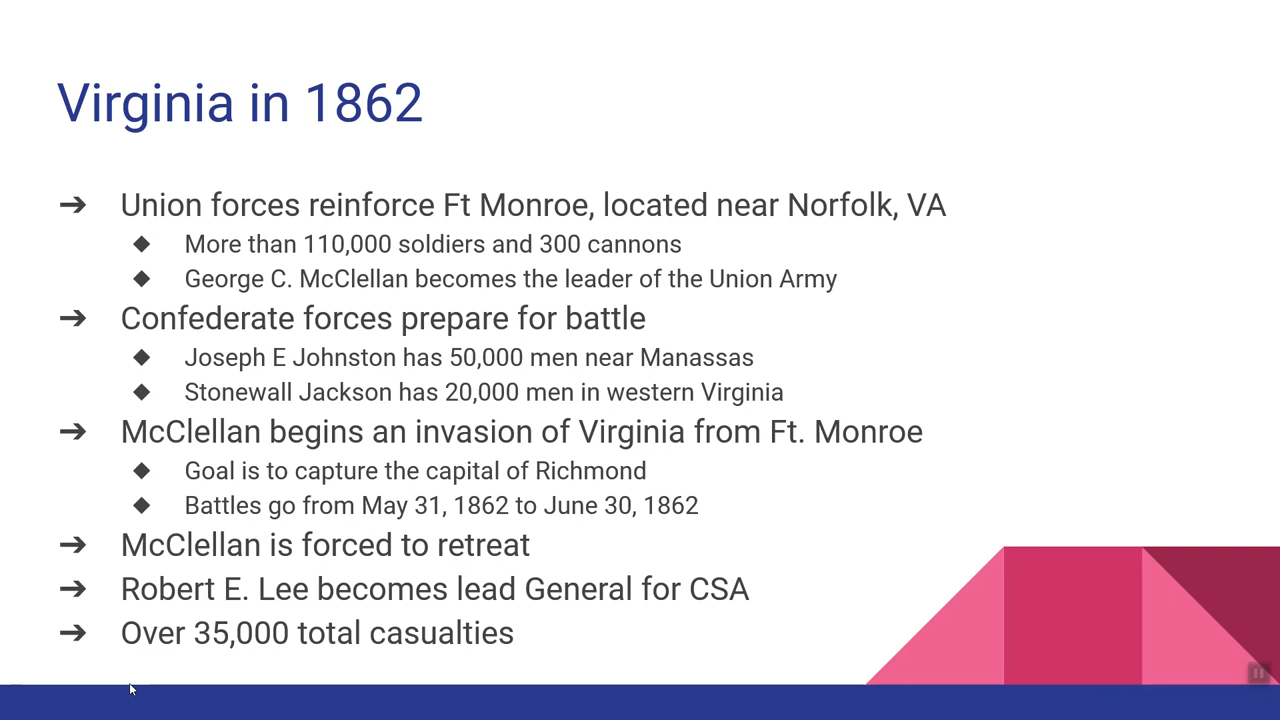 Virginia in 1862
➔ Union forces reinforce Ft Monroe, located near Norfolk, VA
◆ More than 110,000 soldiers and 300 cannons
◆ George C. McClellan becomes the leader of the Union Army
➔ Confederate forces prepare for battle
◆ Joseph E Johnston has 50,000 men near Manassas
◆ Stonewall Jackson has 20,000 men in western Virginia
➔ McClellan begins an invasion of Virginia from Ft. Monroe
◆ Goal is to capture the capital of Richmond
◆ Battles go from May 31, 1862 to June 30, 1862
➔ McClellan is forced to retreat
➔ Robert E. Lee becomes lead General for CSA
➔ Over 35,000 total casualties